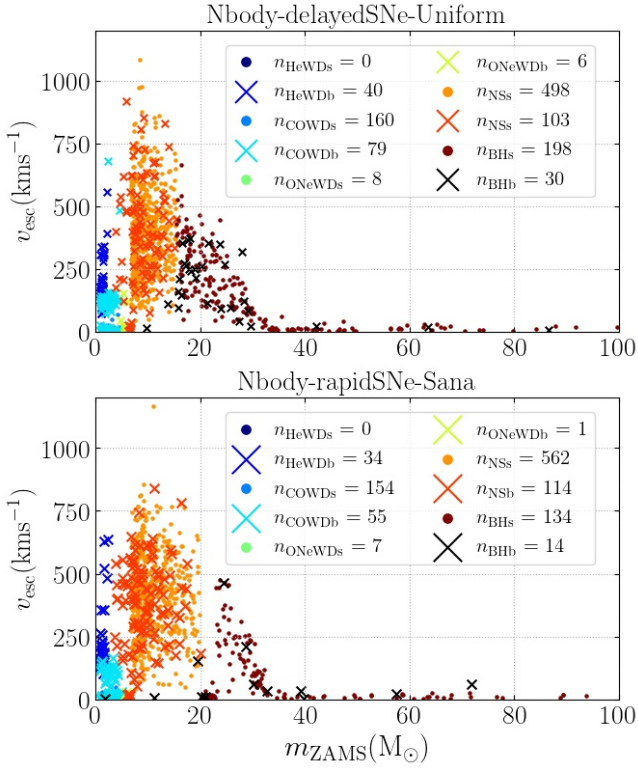 Nbody-delayedSNe-Uniform
v_esc(kms⁻¹)
1000
750
500
250
0
n_HeWDs = 0
n_HeWDb = 40
n_COWDs = 160
n_COWDb = 79
n_ONeWDs = 8
n_ONeWDb = 6
n_NSs = 498
n_NSs = 103
n_BHs = 198
n_BHb = 30
0 20 40 60 80 100
Nbody-rapidSNe-Sana
v_esc(kms⁻¹)
1000
750
500
250
0
n_HeWDs = 0
n_HeWDb = 34
n_COWDs = 154
n_COWDb = 55
n_ONeWDs = 7
n_ONeWDb = 1
n_NSs = 562
n_NSb = 114
n_BHs = 134
n_BHb = 14
0 20 40 60 80 100
m_ZAMS(M_⊙)